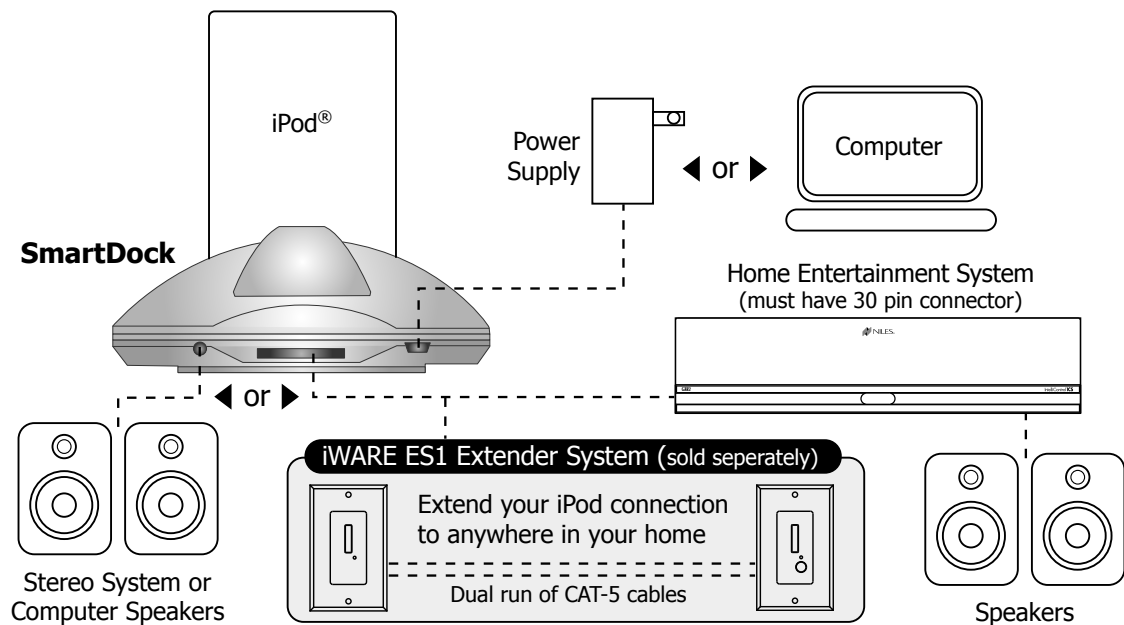 iPod®
Power
Supply
or
Computer
SmartDock
Home Entertainment System
(must have 30 pin connector)
NILES.
IntelliControl ICS
or
iWARE ES1 Extender System (sold seperately)
Extend your iPod connection
to anywhere in your home
Dual run of CAT-5 cables
Stereo System or
Computer Speakers
Speakers